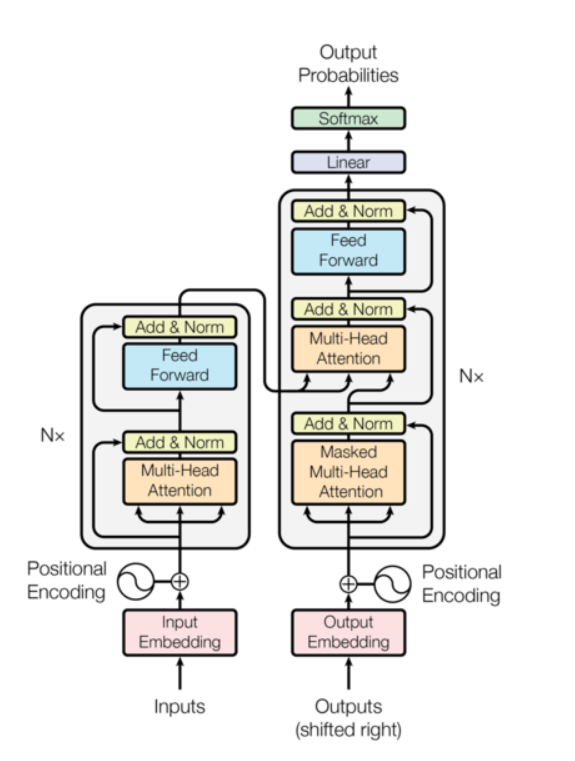 Output
Probabilities
Softmax
Linear
Add & Norm
Feed
Forward
Add & Norm
Multi-Head
Attention
Add & Norm
Masked
Multi-Head
Attention
N×
Add & Norm
Feed
Forward
Add & Norm
Multi-Head
Attention
N×
Positional
Encoding
Positional
Encoding
Input
Embedding
Output
Embedding
Inputs
Outputs
(shifted right)